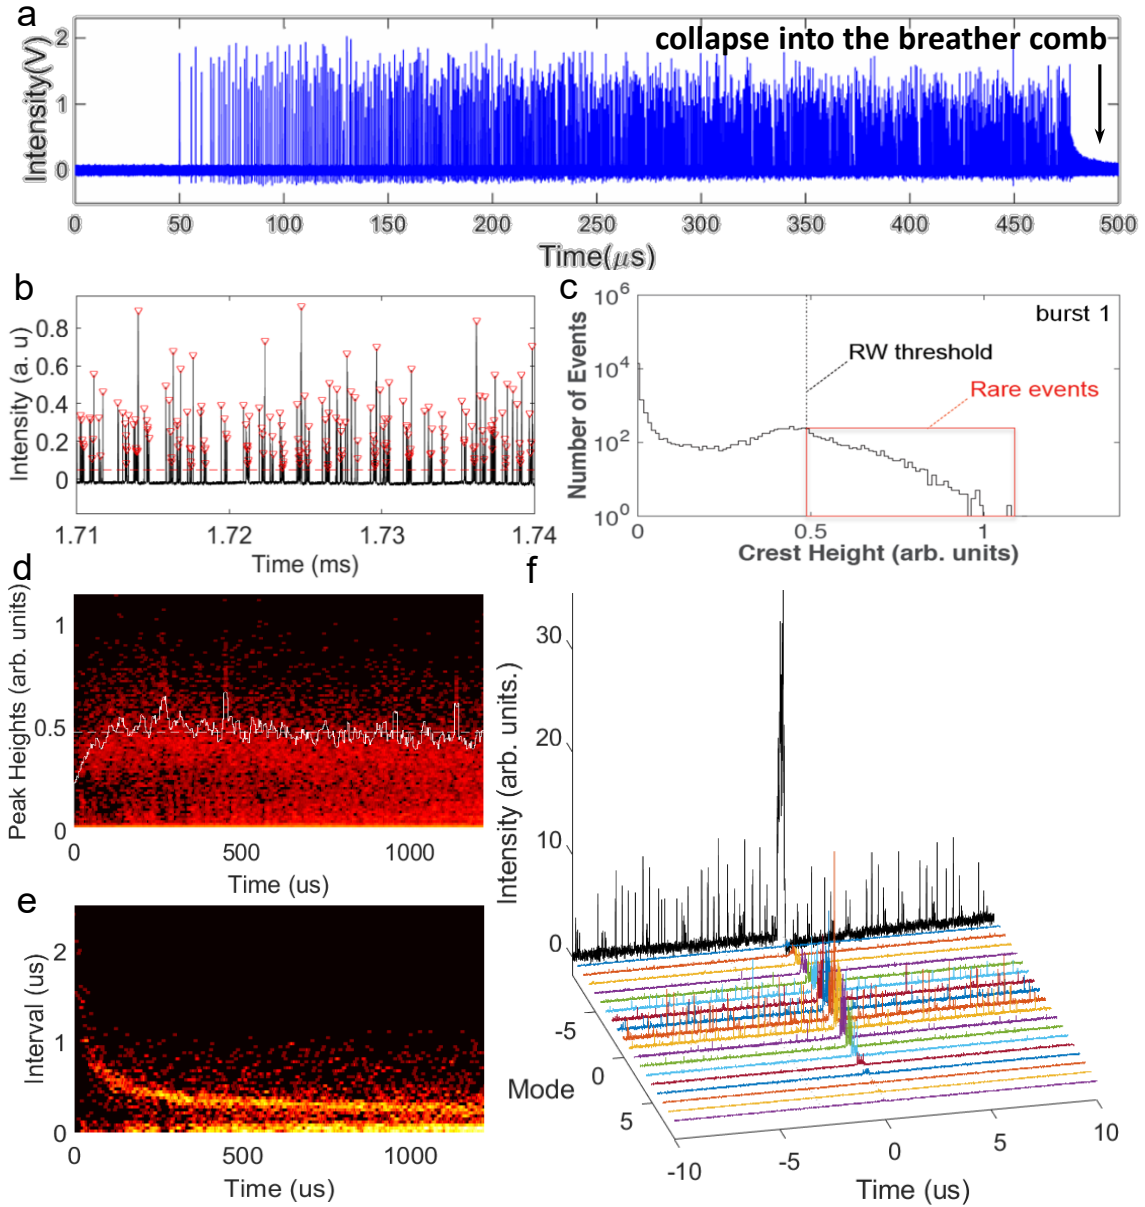 a
collapse into the breather comb
Intensity(V)
2
1
0
0 50 100 150 200 250 300 350 400 450 500
Time(μs)
b
Intensity (a. u)
0.8
0.6
0.4
0.2
0
1.71 1.72 1.73 1.74
Time (ms)
c
burst 1
RW threshold
Rare events
Number of Events
10^6
10^4
10^2
10^0
0 0.5 1
Crest Height (arb. units)
d
Peak Heights (arb. units)
1
0.5
0
0 500 1000
Time (us)
e
Interval (us)
2
1
0
0 500 1000
Time (us)
f
Intensity (arb. units.)
30
20
10
0
-5
0
5
Mode
-10 -5 0 5 10
Time (us)